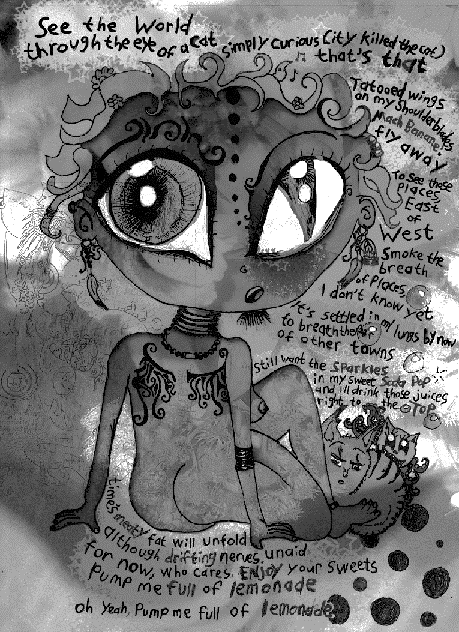 See the World
through the eye of a cat simply curious (city killed the cat)
that's that
Tatooed wings
on my shoulderblades
fly away
To see those
Places
East
of
West
Smoke the
breath
of Places
I don't know yet
it's settled in my lungs by now
to breath the air
of other towns
Still want the sparkles
in my sweet Soda Pop
and i'll drink those juices
right to the TOP
time's meaty fat will unfold
although drifting nerves, unaid
for now, who cares. ENJOY your sweets
pump me full of lemonade
oh yeah, Pump me full of lemonade